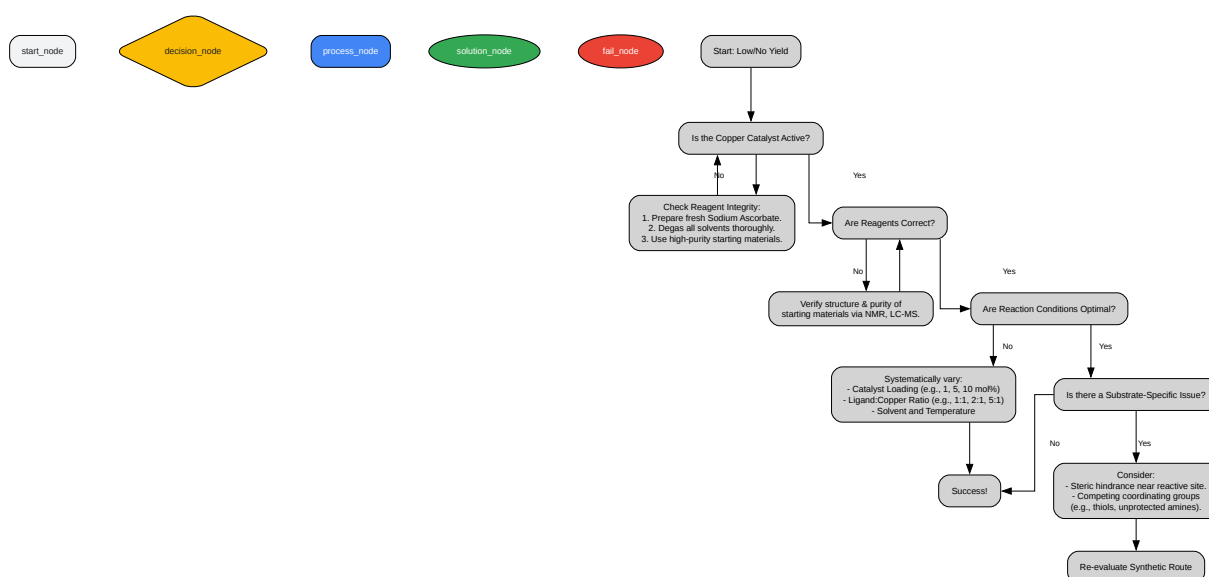 start_node
decision_node
process_node
solution_node
fail_node
Start: Low/No Yield
Is the Copper Catalyst Active?
No
Yes
Check Reagent Integrity:
1. Prepare fresh Sodium Ascorbate.
2. Degas all solvents thoroughly.
3. Use high-purity starting materials.
Are Reagents Correct?
No
Yes
Verify structure & purity of
starting materials via NMR, LC-MS.
Are Reaction Conditions Optimal?
No
Yes
Systematically vary:
- Catalyst Loading (e.g., 1, 5, 10 mol%)
- Ligand:Copper Ratio (e.g., 1:1, 2:1, 5:1)
- Solvent and Temperature
Is there a Substrate-Specific Issue?
No
Yes
Success!
Consider:
- Steric hindrance near reactive site.
- Competing coordinating groups
(e.g., thiols, unprotected amines).
Re-evaluate Synthetic Route